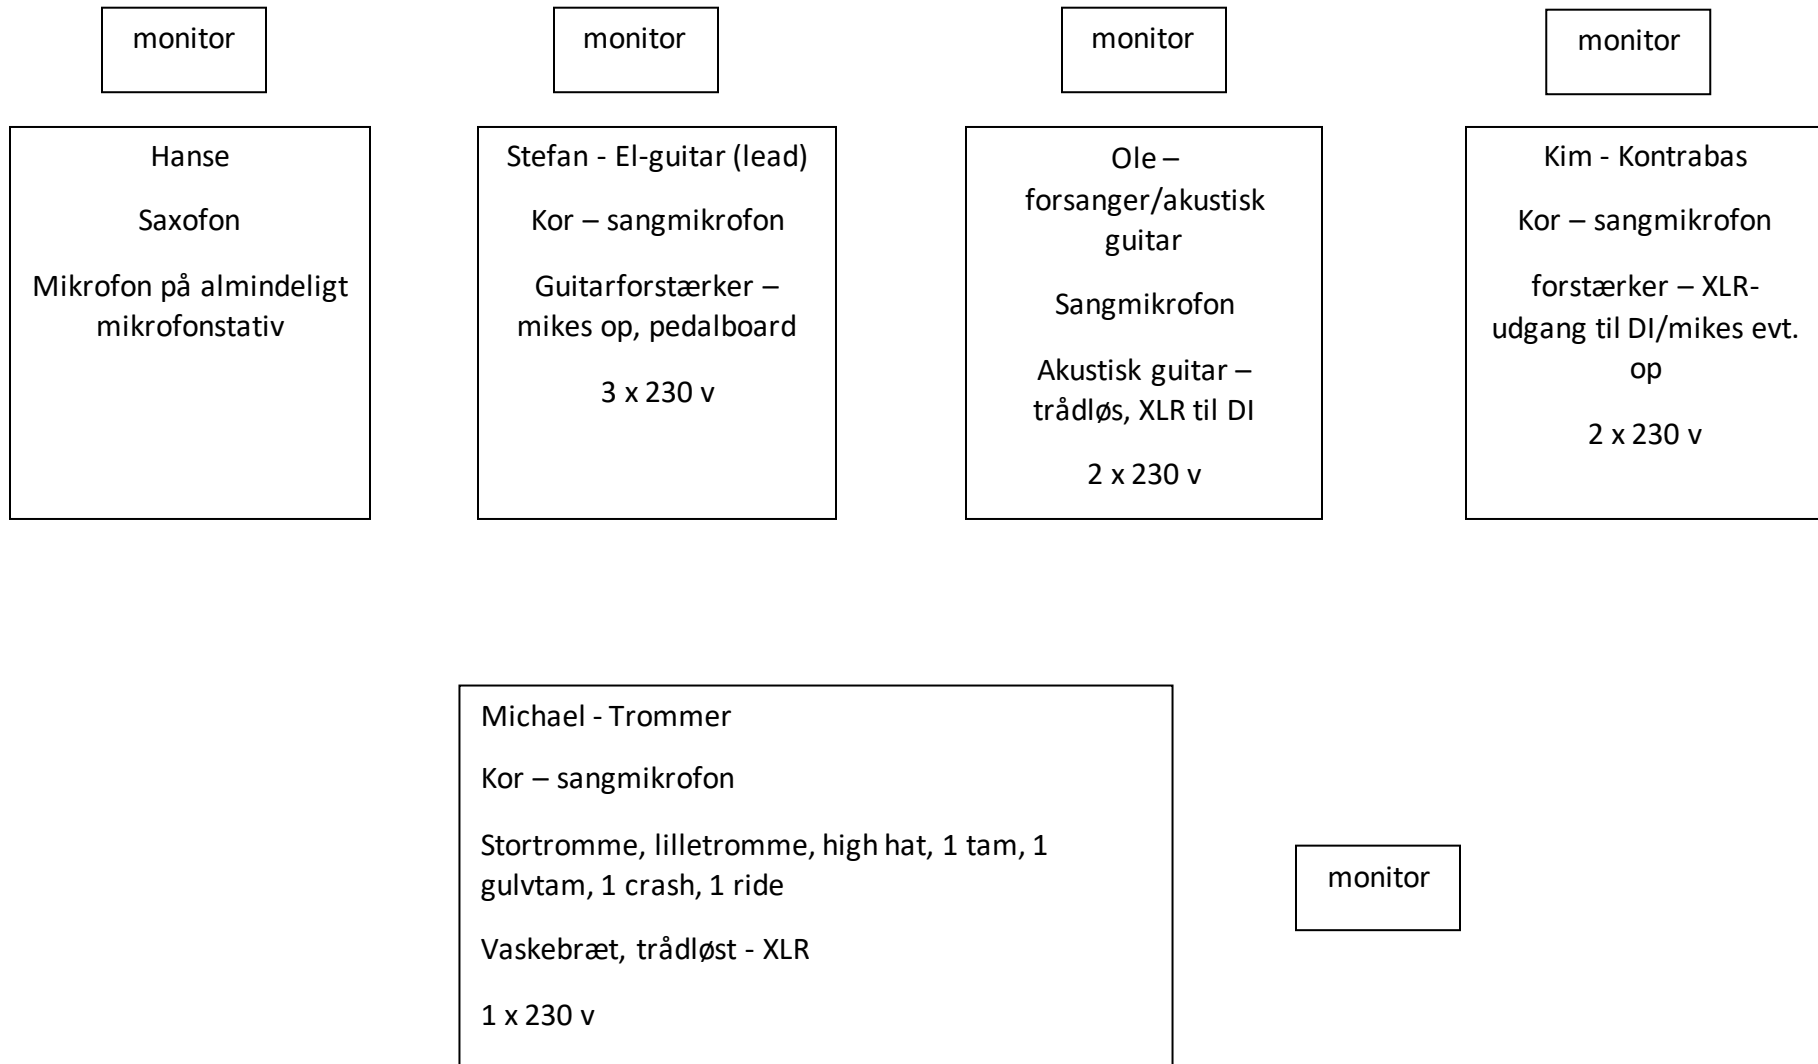 monitor
monitor
monitor
monitor
Hanse
Saxofon
Mikrofon på almindeligt
mikrofonstativ
Stefan - El-guitar (lead)
Kor – sangmikrofon
Guitarforstærker –
mikes op, pedalboard
3 x 230 v
Ole –
forsanger/akustisk
guitar
Sangmikrofon
Akustisk guitar –
trådløs, XLR til DI
2 x 230 v
Kim - Kontrabas
Kor – sangmikrofon
forstærker – XLR-
udgang til DI/mikes evt.
op
2 x 230 v
Michael - Trommer
Kor – sangmikrofon
Stortromme, lilletromme, high hat, 1 tam, 1
gulvtam, 1 crash, 1 ride
Vaskebræt, trådløst - XLR
1 x 230 v
monitor